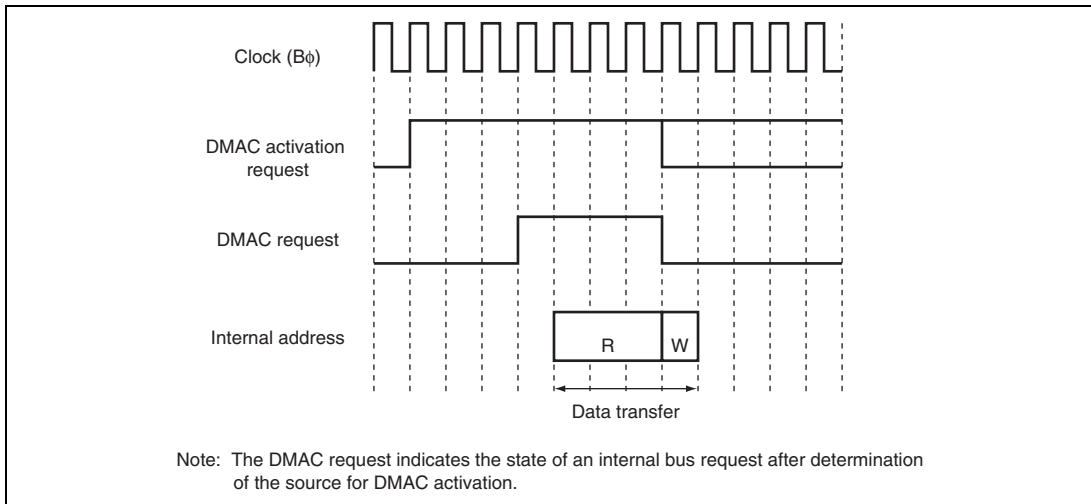 Clock (Bϕ)
DMAC activation
request
DMAC request
Internal address
R
W
Data transfer
Note: The DMAC request indicates the state of an internal bus request after determination
of the source for DMAC activation.